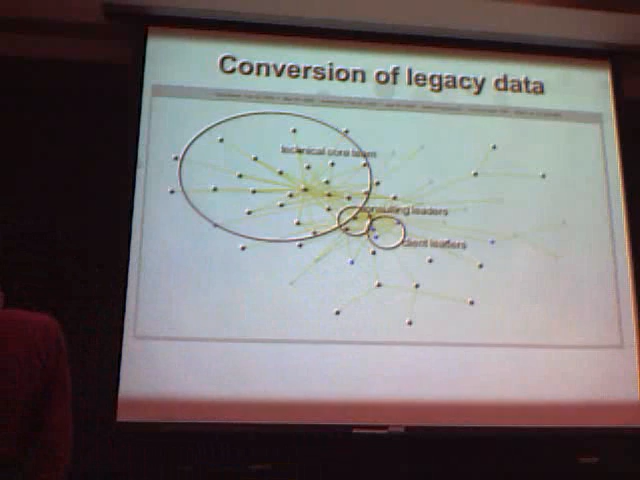 Conversion of legacy data
technical core team
consulting leaders
client leaders